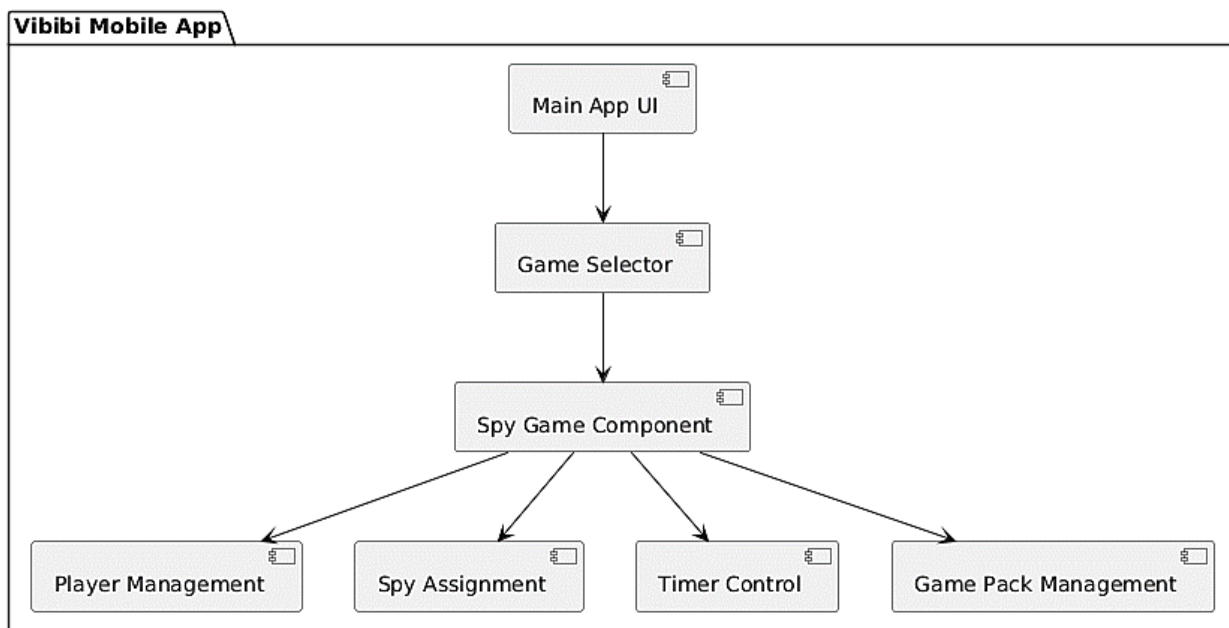 Vibibi Mobile App
Main App UI
Game Selector
Spy Game Component
Player Management
Spy Assignment
Timer Control
Game Pack Management